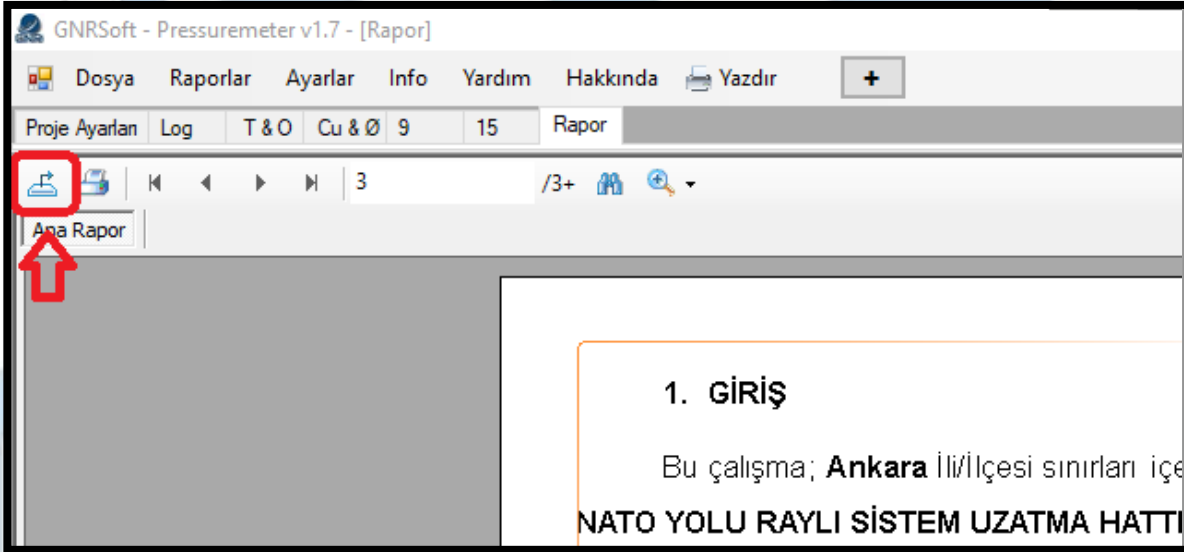 GNRSoft - Pressuremeter v1.7 - [Rapor]
Dosya Raporlar Ayarlar Info Yardım Hakkında Yazdır +
Proje Ayarları Log T & O Cu & Ø 9 15 Rapor
3 /3+
Ana Rapor
1. GİRİŞ
Bu çalışma; Ankara İli/İlçesi sınırları içe
NATO YOLU RAYLI SİSTEM UZATMA HATTI